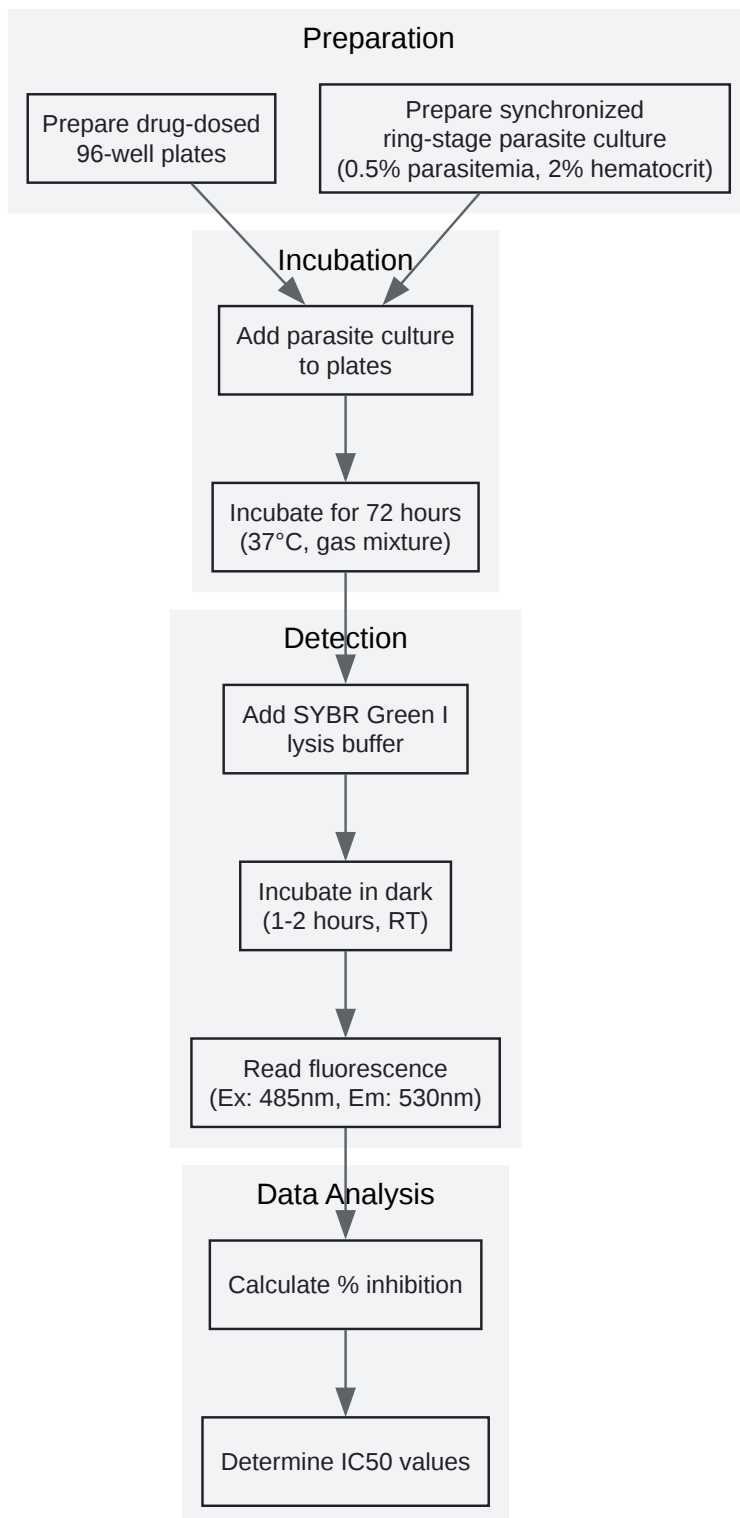 Preparation
Prepare drug-dosed
96-well plates
Prepare synchronized
ring-stage parasite culture
(0.5% parasitemia, 2% hematocrit)
Incubation
Add parasite culture
to plates
Incubate for 72 hours
(37°C, gas mixture)
Detection
Add SYBR Green I
lysis buffer
Incubate in dark
(1-2 hours, RT)
Read fluorescence
(Ex: 485nm, Em: 530nm)
Data Analysis
Calculate % inhibition
Determine IC50 values